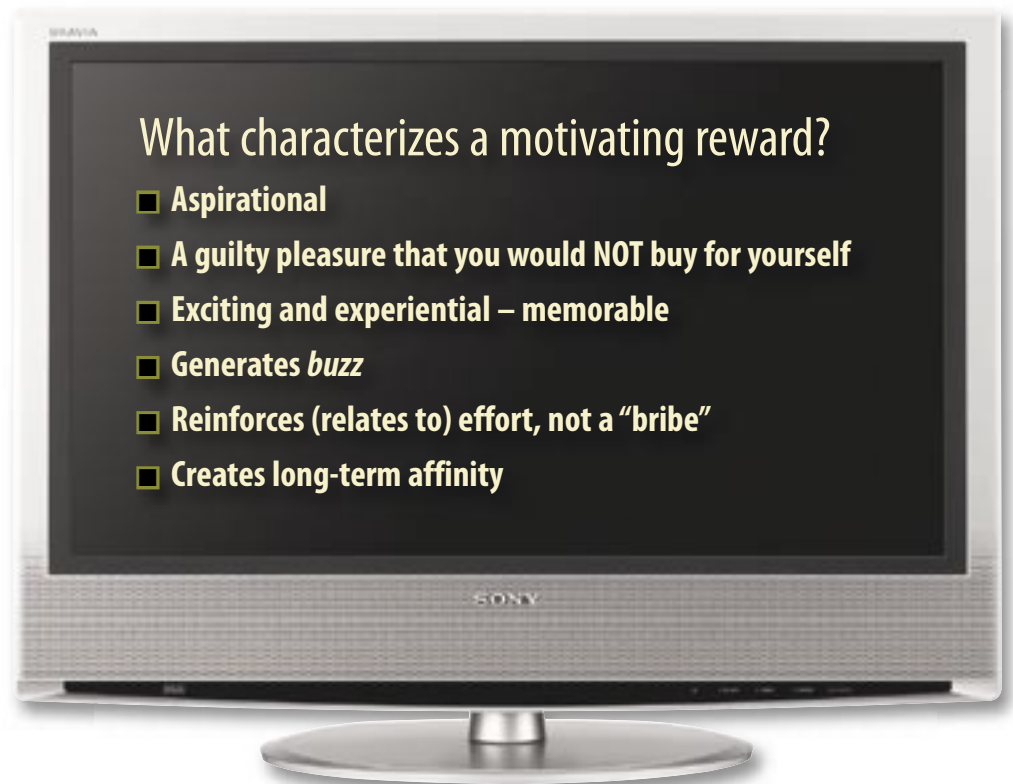 BRAVIA
What characterizes a motivating reward?
Aspirational
A guilty pleasure that you would NOT buy for yourself
Exciting and experiential – memorable
Generates buzz
Reinforces (relates to) effort, not a “bribe”
Creates long-term affinity
SONY